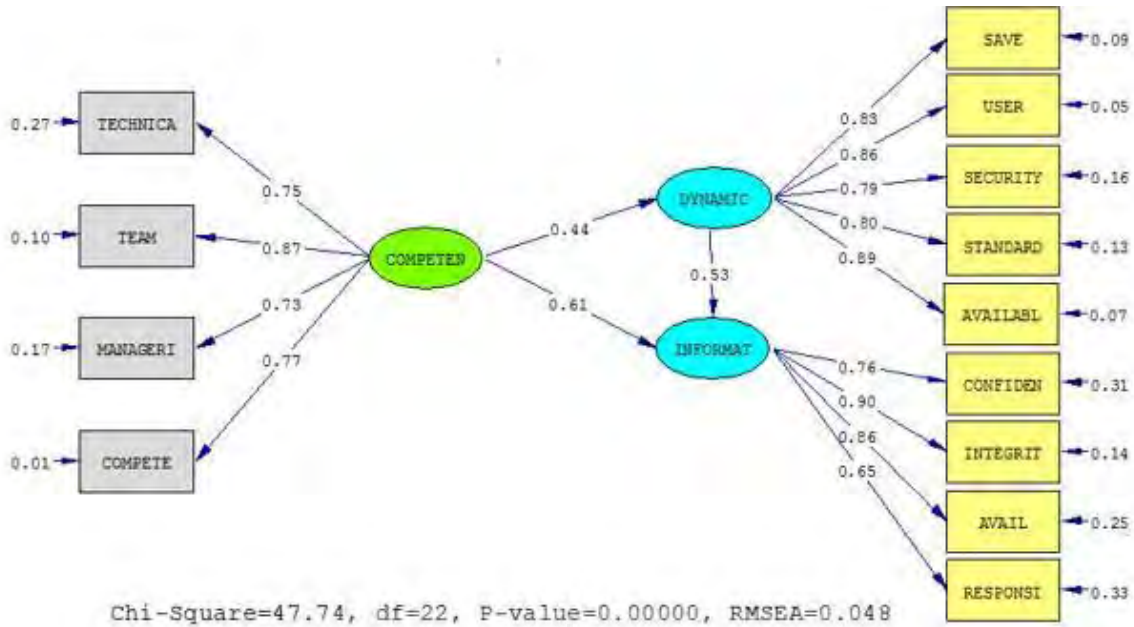 SAVE
0.09
0.27
TECHNICA
0.83
USER
0.05
0.86
0.75
DYNAMIC
0.79
SECURITY
0.16
0.10
TEAM
0.87
0.44
0.80
STANDARD
0.13
COMPETEN
0.89
0.53
0.73
0.61
AVAILABL
0.07
0.17
MANAGERI
INFORMAT
0.76
CONFIDEN
0.31
0.77
0.90
0.86
INTEGRIT
0.14
0.01
COMPETE
0.65
AVAIL
0.25
RESPONSI
0.33
Chi-Square=47.74, df=22, P-value=0.00000, RMSEA=0.048